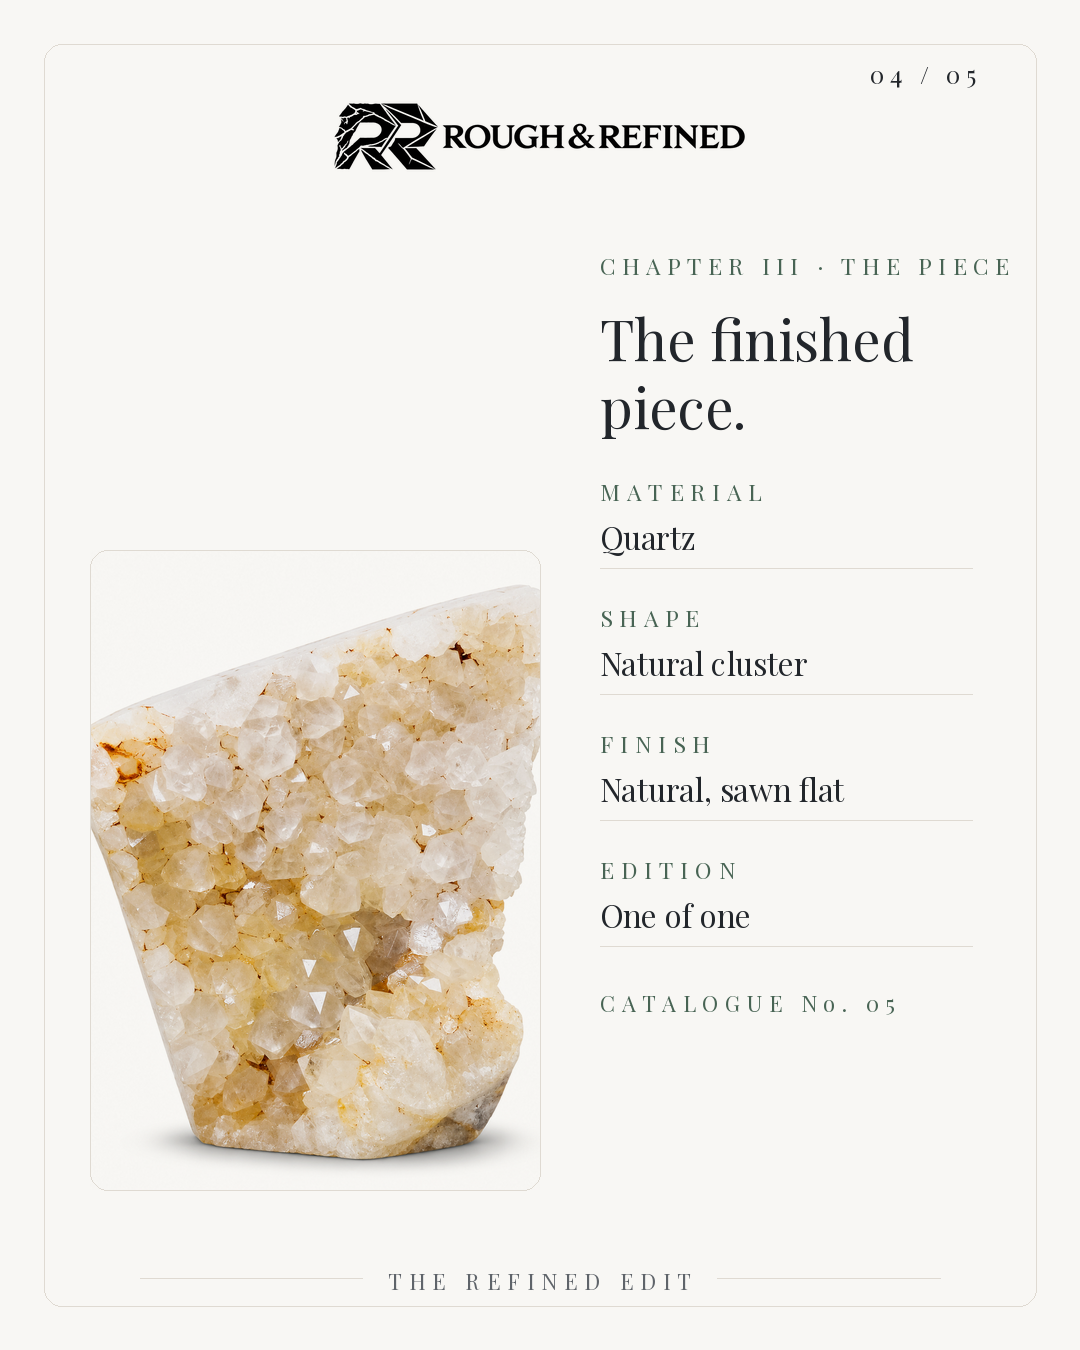 04 / 05
RR ROUGH & REFINED
CHAPTER III · THE PIECE
The finished
piece.
MATERIAL
Quartz
SHAPE
Natural cluster
FINISH
Natural, sawn flat
EDITION
One of one
CATALOGUE No. 05
THE REFINED EDIT